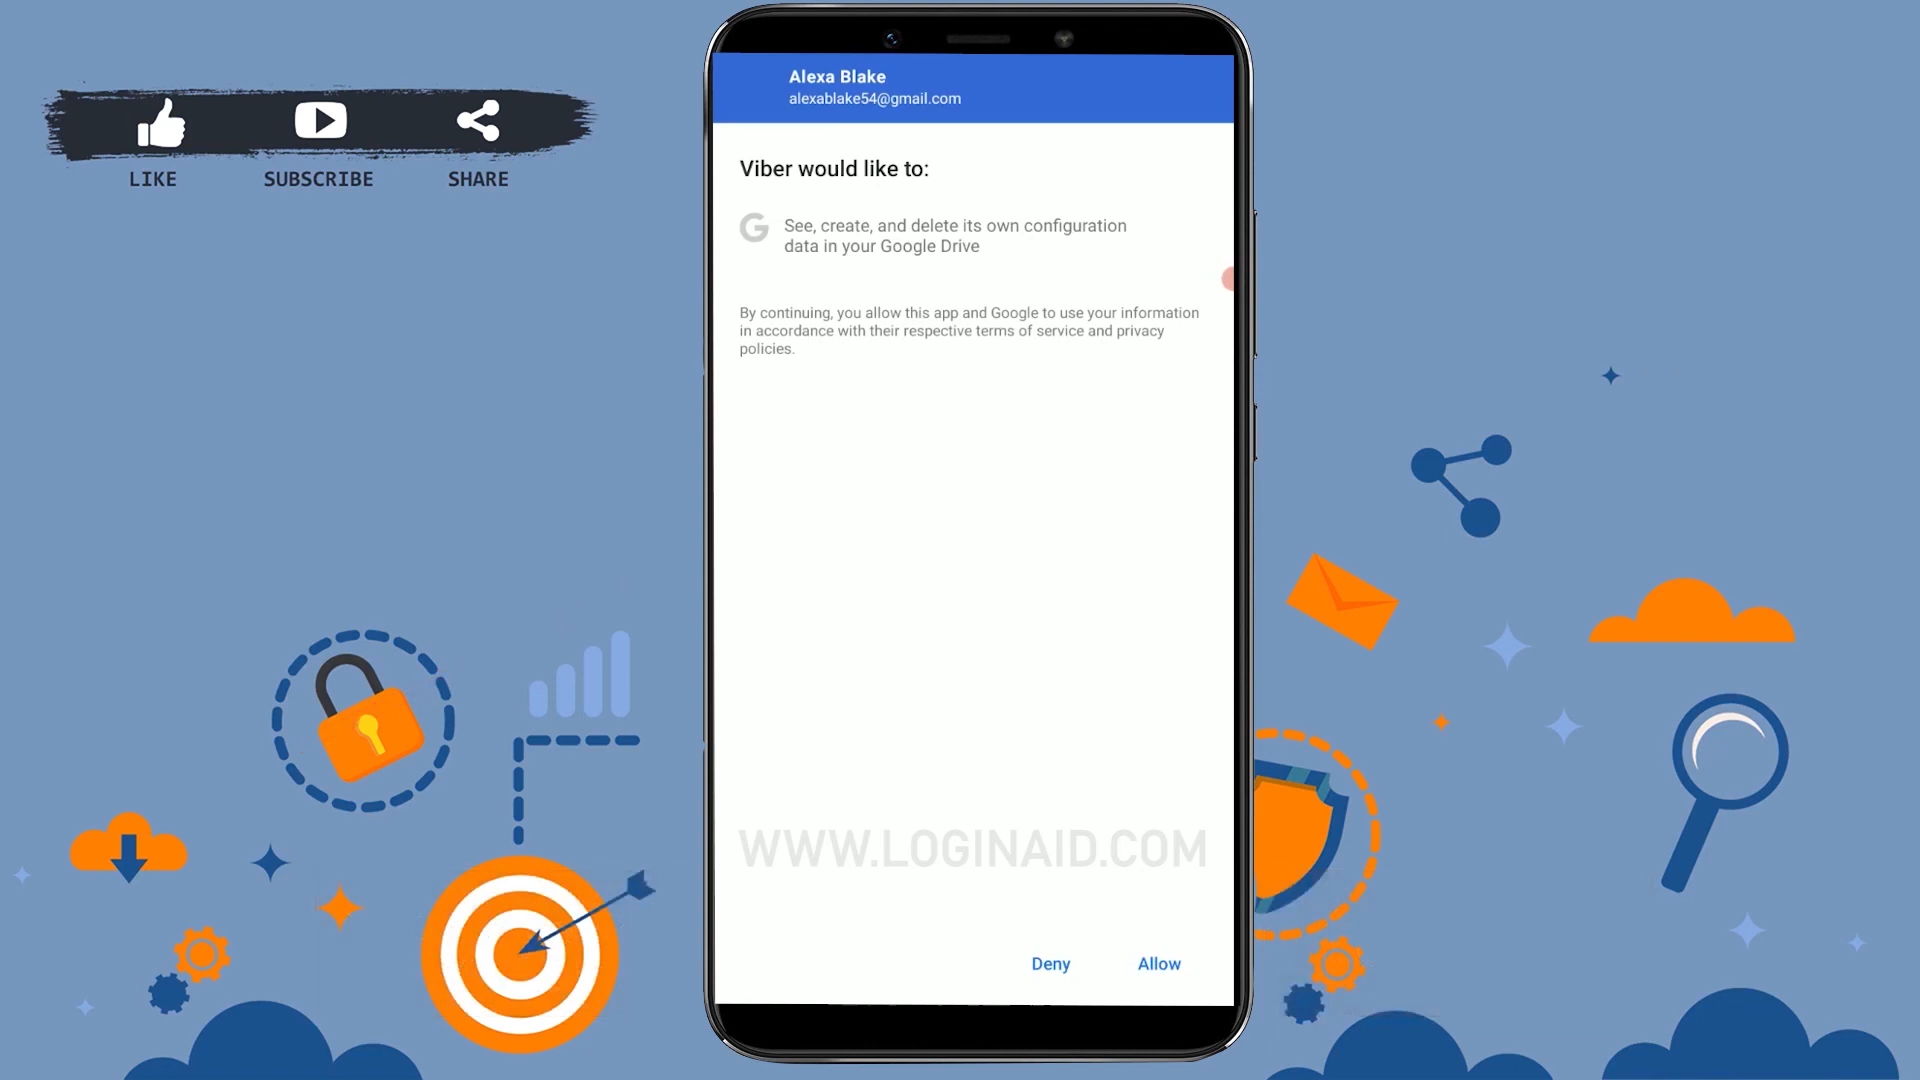 LIKE SUBSCRIBE SHARE
Alexa Blake
alexablake54@gmail.com
Viber would like to:
See, create, and delete its own configuration
data in your Google Drive
By continuing, you allow this app and Google to use your information
in accordance with their respective terms of service and privacy
policies.
WWW.LOGINAID.COM
Deny Allow